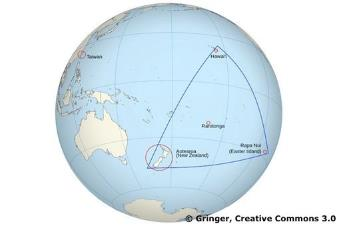 Taiwan
Hawai'i
Rarotonga
Rapa Nui
(Easter Island)
Aotearoa
(New Zealand)
© Gringer, Creative Commons 3.0